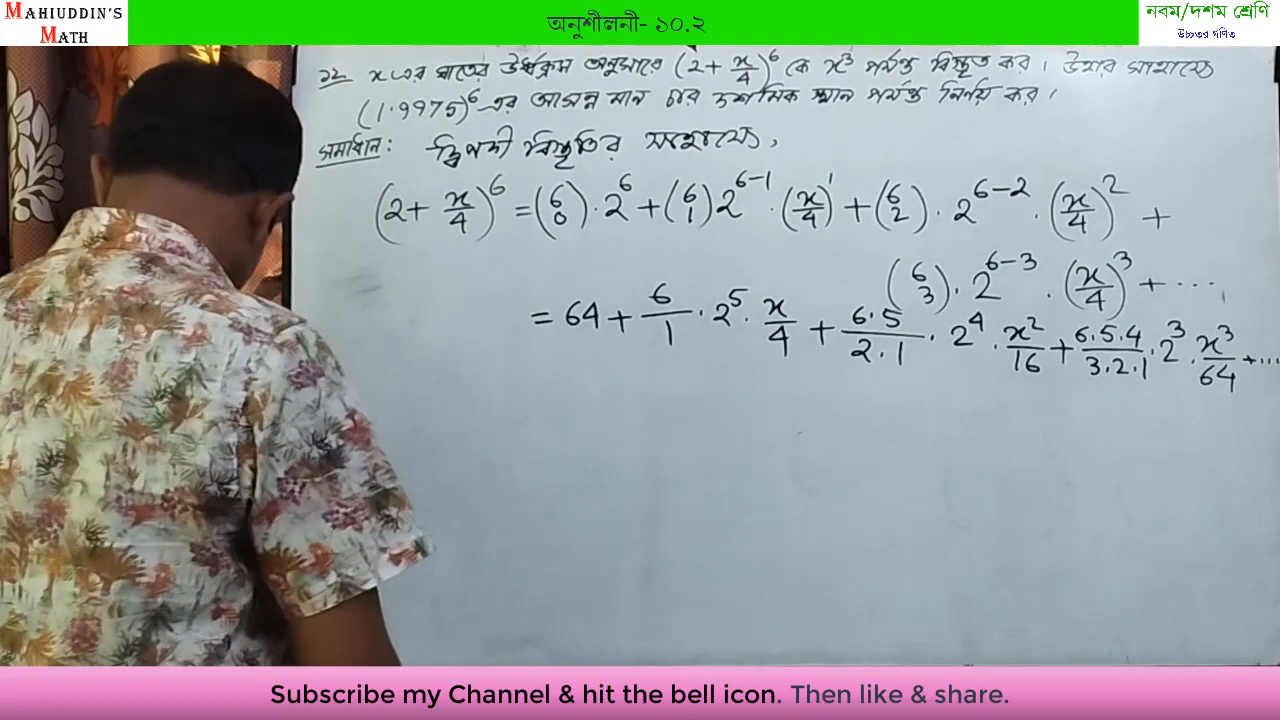 MAHIUDDIN'S
MATH
অনুশীলনী- ১০.২
নবম/দশম শ্রেণি
উচ্চতর গণিত
১২ x এর ঘাতের ঊর্ধ্বক্রম অনুসারে (2 + x/4)^6 কে x^3 পর্যন্ত বিস্তৃত কর। উহার সাহায্যে
(1.9975)^6 এর আসন্ন মান চার দশমিক স্থান পর্যন্ত নির্ণয় কর।
সমাধান: দ্বিপদী বিস্তৃতির সাহায্যে,
(2 + x/4)^6 = (6 0) · 2^6 + (6 1) 2^{6-1} · (x/4)^1 + (6 2) · 2^{6-2} · (x/4)^2 +
(6 3) · 2^{6-3} · (x/4)^3 + ...
= 64 + 6/1 · 2^5 · x/4 + 6·5/2·1 · 2^4 · x^2/16 + 6·5·4/3·2·1 · 2^3 · x^3/64 + ...
Subscribe my Channel & hit the bell icon. Then like & share.